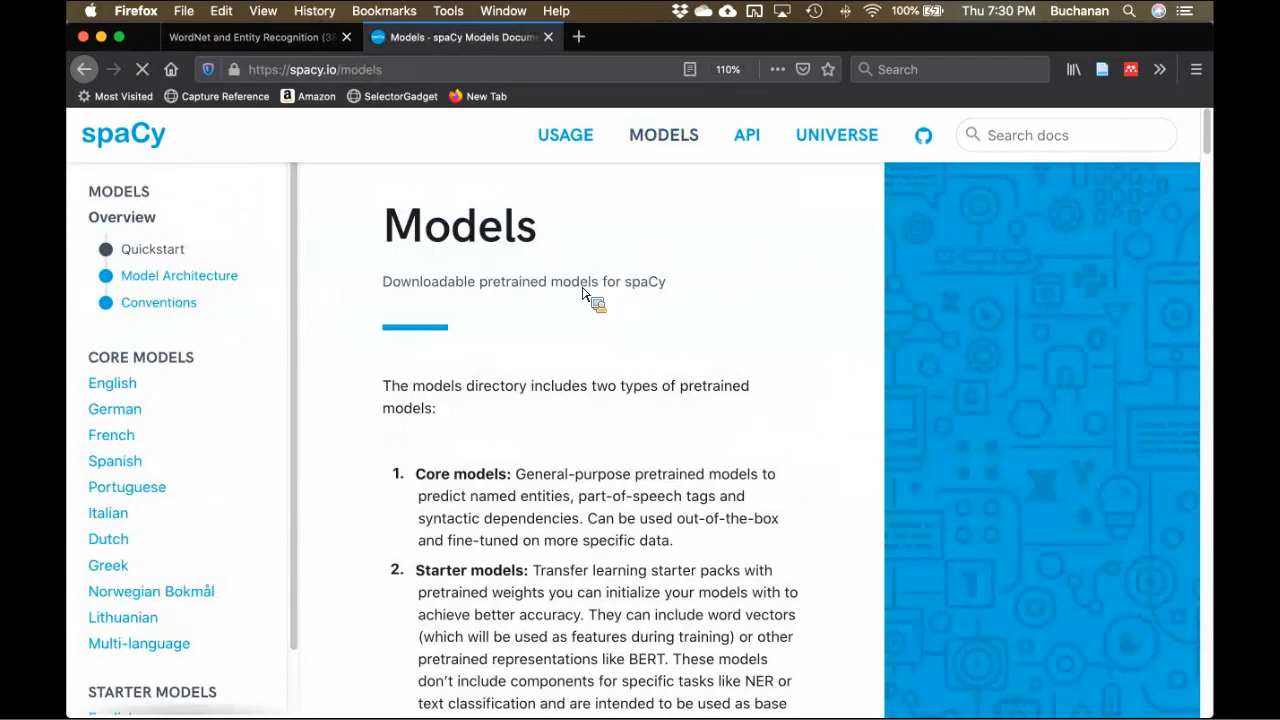 Firefox File Edit View History Bookmarks Tools Window Help 100% Thu 7:30 PM Buchanan
WordNet and Entity Recognition (3 Models - spaCy Models Docum
https://spacy.io/models 110% Search
Most Visited Capture Reference Amazon SelectorGadget New Tab
spaCy USAGE MODELS API UNIVERSE Search docs
MODELS
Overview
Quickstart
Model Architecture
Conventions
CORE MODELS
English
German
French
Spanish
Portuguese
Italian
Dutch
Greek
Norwegian Bokmål
Lithuanian
Multi-language
STARTER MODELS
Models
Downloadable pretrained models for spaCy
The models directory includes two types of pretrained
models:
1. Core models: General-purpose pretrained models to
predict named entities, part-of-speech tags and
syntactic dependencies. Can be used out-of-the-box
and fine-tuned on more specific data.
2. Starter models: Transfer learning starter packs with
pretrained weights you can initialize your models with to
achieve better accuracy. They can include word vectors
(which will be used as features during training) or other
pretrained representations like BERT. These models
don't include components for specific tasks like NER or
text classification and are intended to be used as base